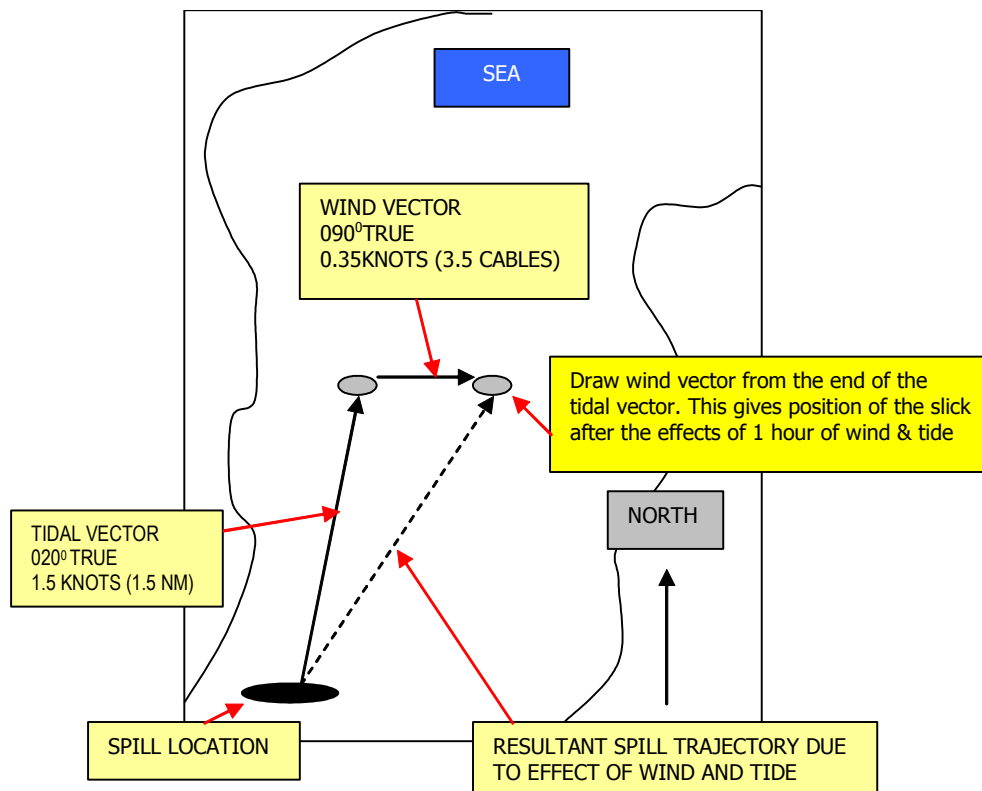 SEA
WIND VECTOR
090⁰TRUE
0.35KNOTS (3.5 CABLES)
Draw wind vector from the end of the
tidal vector. This gives position of the slick
after the effects of 1 hour of wind & tide
NORTH
TIDAL VECTOR
020⁰ TRUE
1.5 KNOTS (1.5 NM)
SPILL LOCATION
RESULTANT SPILL TRAJECTORY DUE
TO EFFECT OF WIND AND TIDE